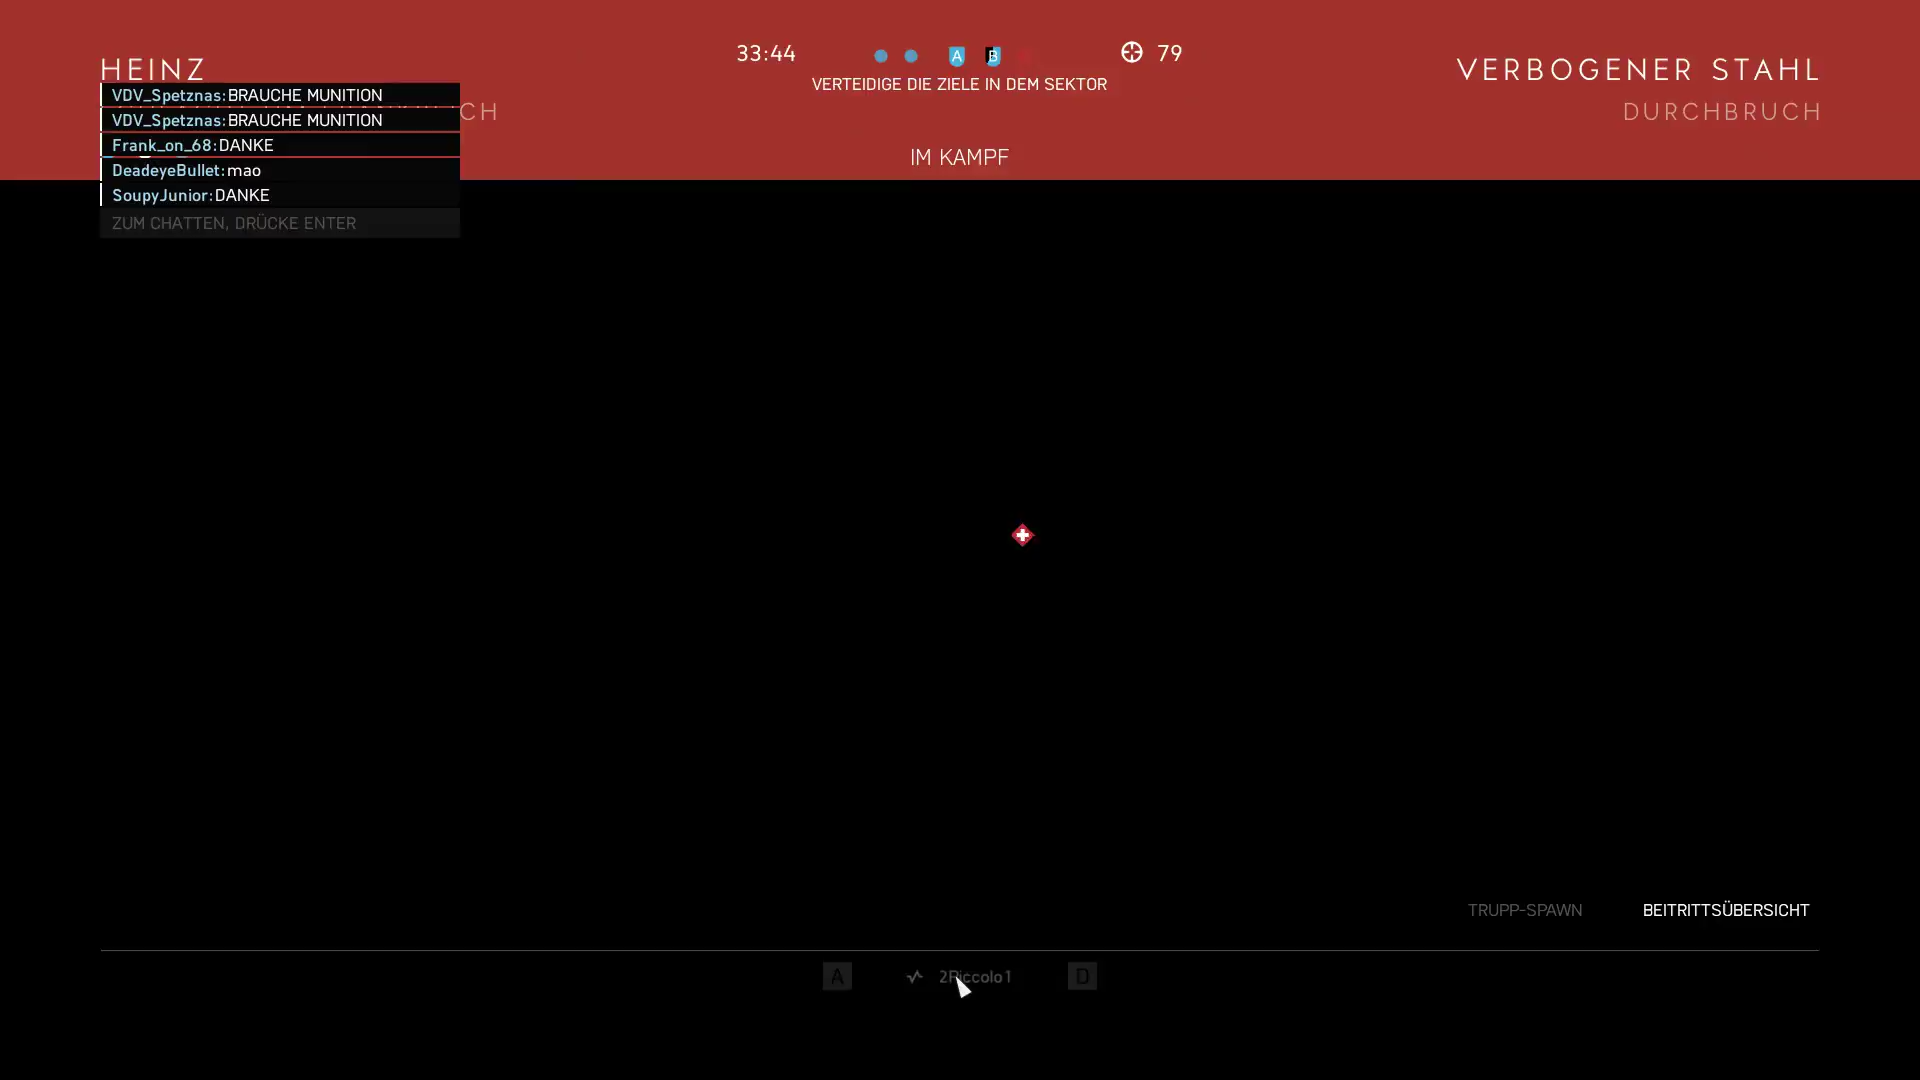 HEINZ
33:44
A
B
79
VERTEIDIGE DIE ZIELE IN DEM SEKTOR
VERBOGENER STAHL
DURCHBRUCH
IM KAMPF
VDV_Spetznas:BRAUCHE MUNITION
VDV_Spetznas:BRAUCHE MUNITION
Frank_on_68:DANKE
DeadeyeBullet:mao
SoupyJunior:DANKE
ZUM CHATTEN, DRÜCKE ENTER
TRUPP-SPAWN
BEITRITTSÜBERSICHT
A
2Piccolo1
D